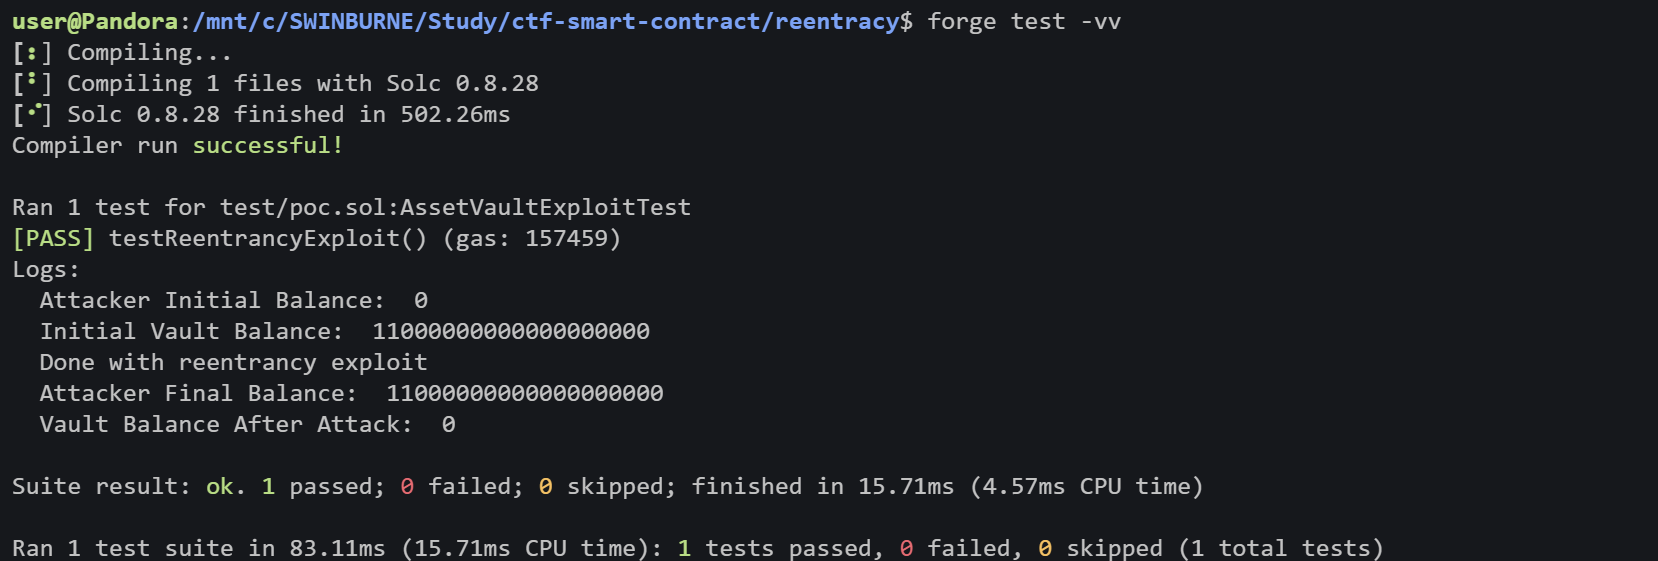 user@Pandora:/mnt/c/SWINBURNE/Study/ctf-smart-contract/reentracy$ forge test -vv
[⠰] Compiling...
[⠃] Compiling 1 files with Solc 0.8.28
[⠊] Solc 0.8.28 finished in 502.26ms
Compiler run successful!

Ran 1 test for test/poc.sol:AssetVaultExploitTest
[PASS] testReentrancyExploit() (gas: 157459)
Logs:
  Attacker Initial Balance:  0
  Initial Vault Balance:  11000000000000000000
  Done with reentrancy exploit
  Attacker Final Balance:  11000000000000000000
  Vault Balance After Attack:  0

Suite result: ok. 1 passed; 0 failed; 0 skipped; finished in 15.71ms (4.57ms CPU time)

Ran 1 test suite in 83.11ms (15.71ms CPU time): 1 tests passed, 0 failed, 0 skipped (1 total tests)